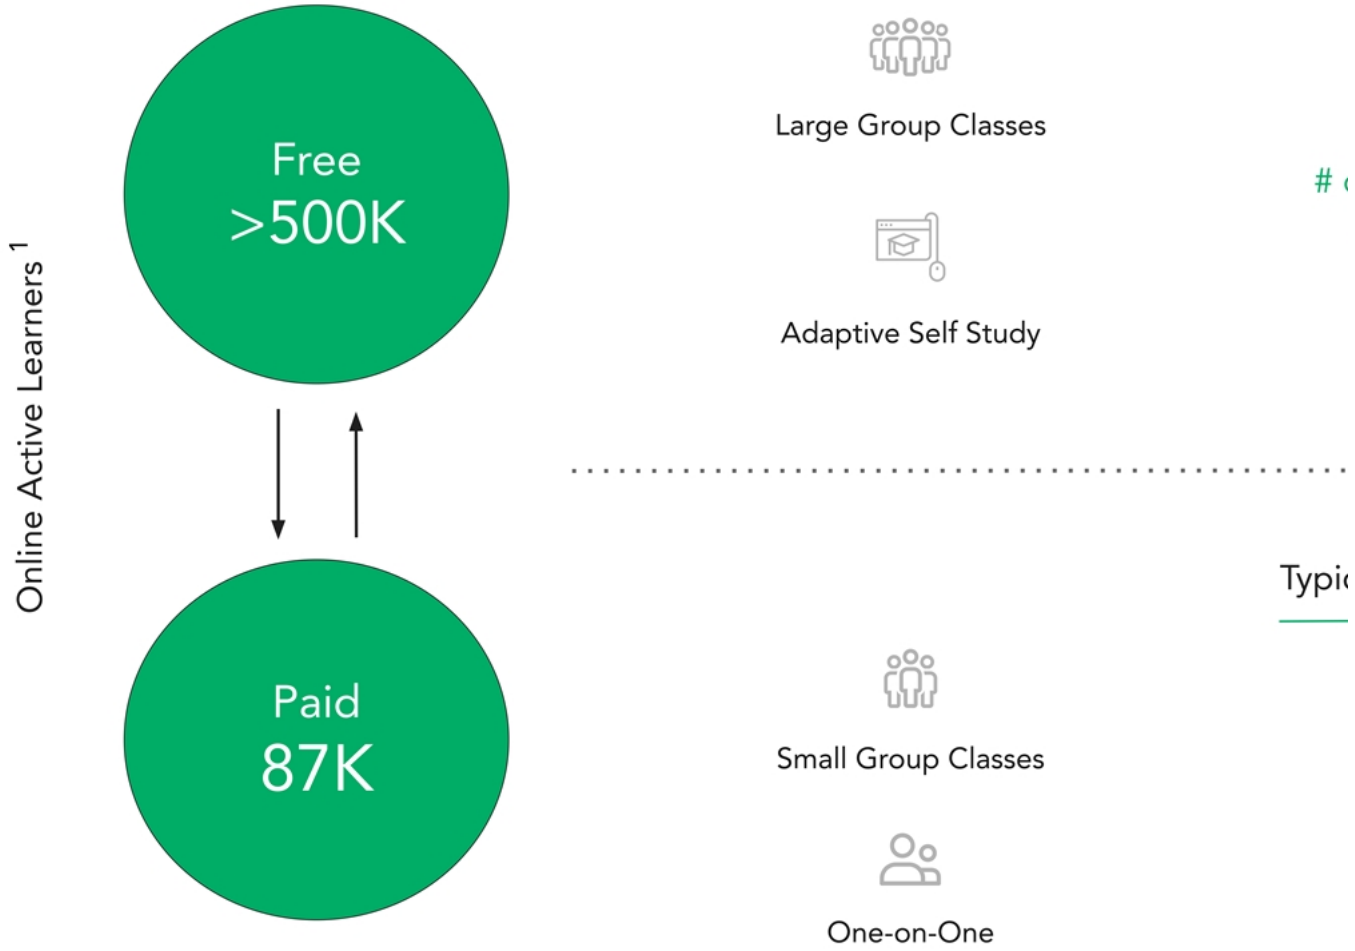 Online Active Learners 1
Free
>500K
Large Group Classes
Adaptive Self Study
#
Paid
87K
Small Group Classes
One-on-One